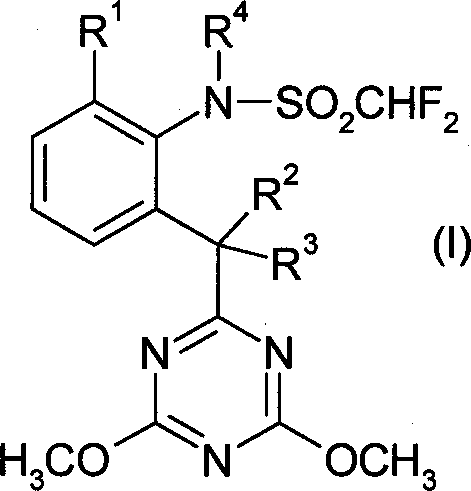 R¹ R⁴
N SO₂CHF₂
R²
R³ (I)
N N
H₃CO N OCH₃